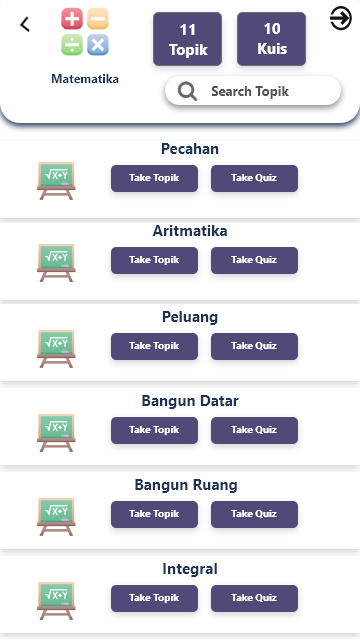 11
Topik
10
Kuis
Matematika
Search Topik
Pecahan
√X+Y
Take Topik
Take Quiz
Aritmatika
√X+Y
Take Topik
Take Quiz
Peluang
√X+Y
Take Topik
Take Quiz
Bangun Datar
√X+Y
Take Topik
Take Quiz
Bangun Ruang
√X+Y
Take Topik
Take Quiz
Integral
√X+Y
Take Topik
Take Quiz